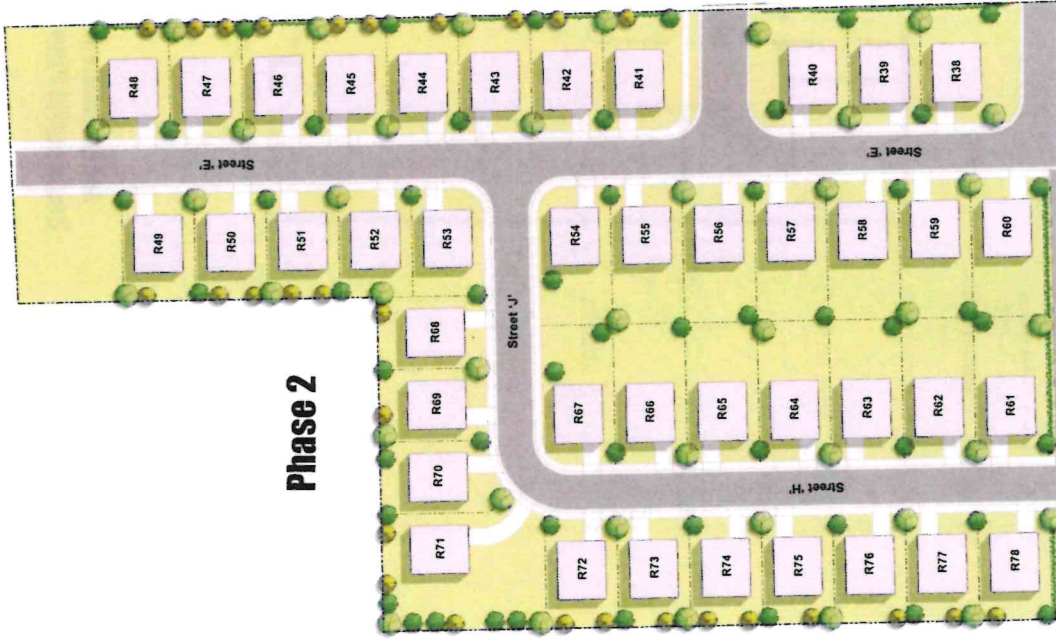 Phase 2
R48
R47
R46
R45
R44
R43
R42
R41
R40
R39
R38
Street 'E'
Street 'E'
R49
R50
R51
R52
R53
R54
R55
R56
R57
R58
R59
R60
Street 'J'
R68
R69
R70
R71
R67
R66
R65
R64
R63
R62
R61
Street 'H'
R72
R73
R74
R75
R76
R77
R78